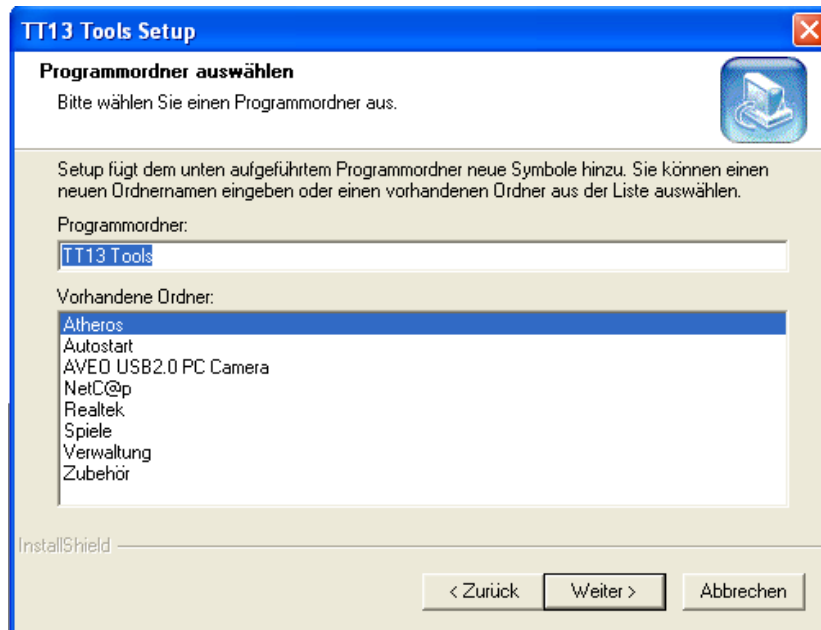 TT13 Tools Setup
Programmordner auswählen
Bitte wählen Sie einen Programmordner aus.
Setup fügt dem unten aufgeführtem Programmordner neue Symbole hinzu. Sie können einen
neuen Ordnernamen eingeben oder einen vorhandenen Ordner aus der Liste auswählen.
Programmordner:
TT13 Tools
Vorhandene Ordner:
Atheros
Autostart
AVEO USB2.0 PC Camera
NetC@p
Realtek
Spiele
Verwaltung
Zubehör
InstallShield
< Zurück Weiter > Abbrechen